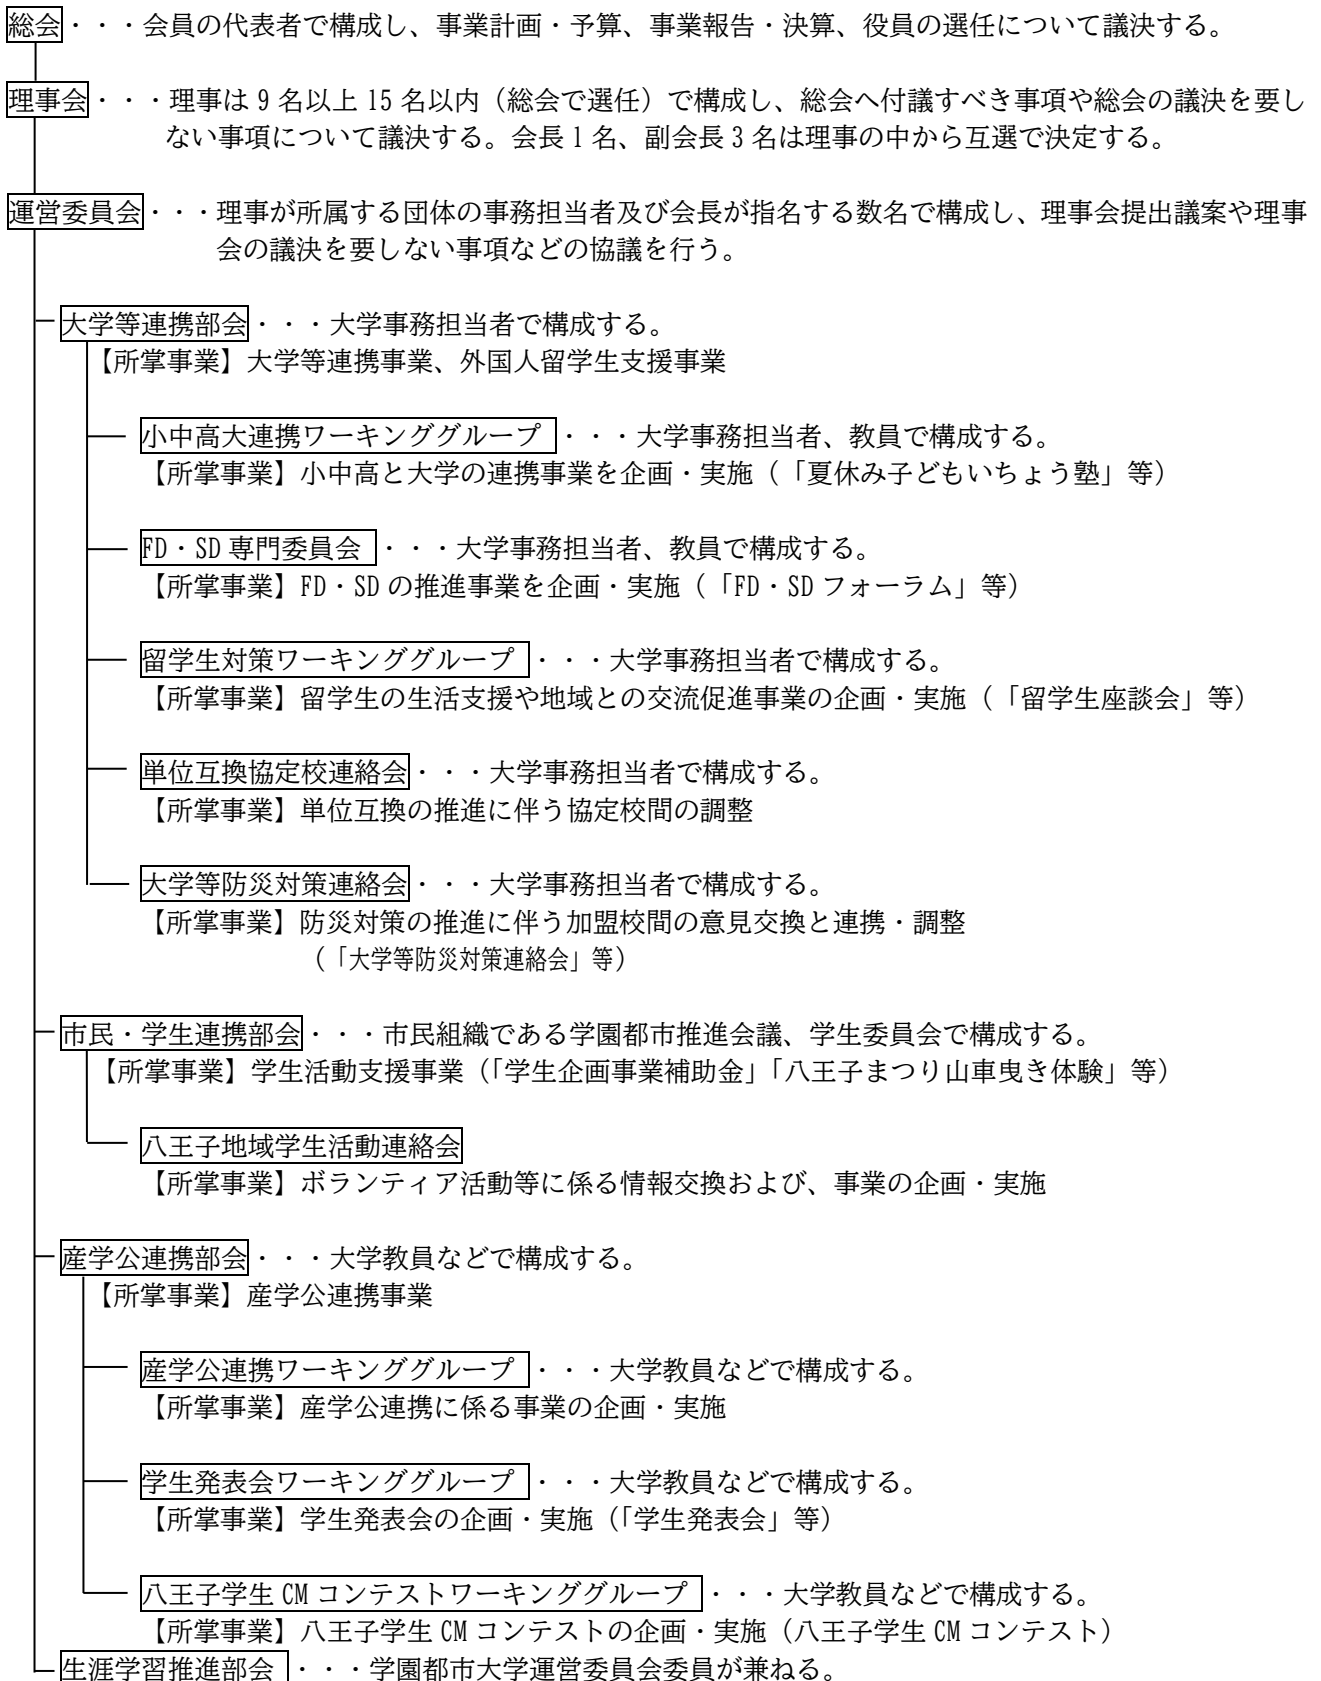 総会・・・会員の代表者で構成し、事業計画・予算、事業報告・決算、役員の選任について議決する。
理事会・・・理事は9名以上15名以内（総会で選任）で構成し、総会へ付議すべき事項や総会の議決を要し
ない事項について議決する。会長1名、副会長3名は理事の中から互選で決定する。
運営委員会・・・理事が所属する団体の事務担当者及び会長が指名する数名で構成し、理事会提出議案や理事
会の議決を要しない事項などの協議を行う。
大学等連携部会・・・大学事務担当者で構成する。
【所掌事業】大学等連携事業、外国人留学生支援事業
小中高大連携ワーキンググループ・・・大学事務担当者、教員で構成する。
【所掌事業】小中高と大学の連携事業を企画・実施（「夏休み子どもいちょう塾」等）
FD・SD専門委員会・・・大学事務担当者、教員で構成する。
【所掌事業】FD・SDの推進事業を企画・実施（「FD・SDフォーラム」等）
留学生対策ワーキンググループ・・・大学事務担当者で構成する。
【所掌事業】留学生の生活支援や地域との交流促進事業の企画・実施（「留学生座談会」等）
単位互換協定校連絡会・・・大学事務担当者で構成する。
【所掌事業】単位互換の推進に伴う協定校間の調整
大学等防災対策連絡会・・・大学事務担当者で構成する。
【所掌事業】防災対策の推進に伴う加盟校間の意見交換と連携・調整
（「大学等防災対策連絡会」等）
市民・学生連携部会・・・市民組織である学園都市推進会議、学生委員会で構成する。
【所掌事業】学生活動支援事業（「学生企画事業補助金」「八王子まつり山車曳き体験」等）
八王子地域学生活動連絡会
【所掌事業】ボランティア活動等に係る情報交換および、事業の企画・実施
産学公連携部会・・・大学教員などで構成する。
【所掌事業】産学公連携事業
産学公連携ワーキンググループ・・・大学教員などで構成する。
【所掌事業】産学公連携に係る事業の企画・実施
学生発表会ワーキンググループ・・・大学教員などで構成する。
【所掌事業】学生発表会の企画・実施（「学生発表会」等）
八王子学生CMコンテストワーキンググループ・・・大学教員などで構成する。
【所掌事業】八王子学生CMコンテストの企画・実施（八王子学生CMコンテスト）
生涯学習推進部会・・・学園都市大学運営委員会委員が兼ねる。